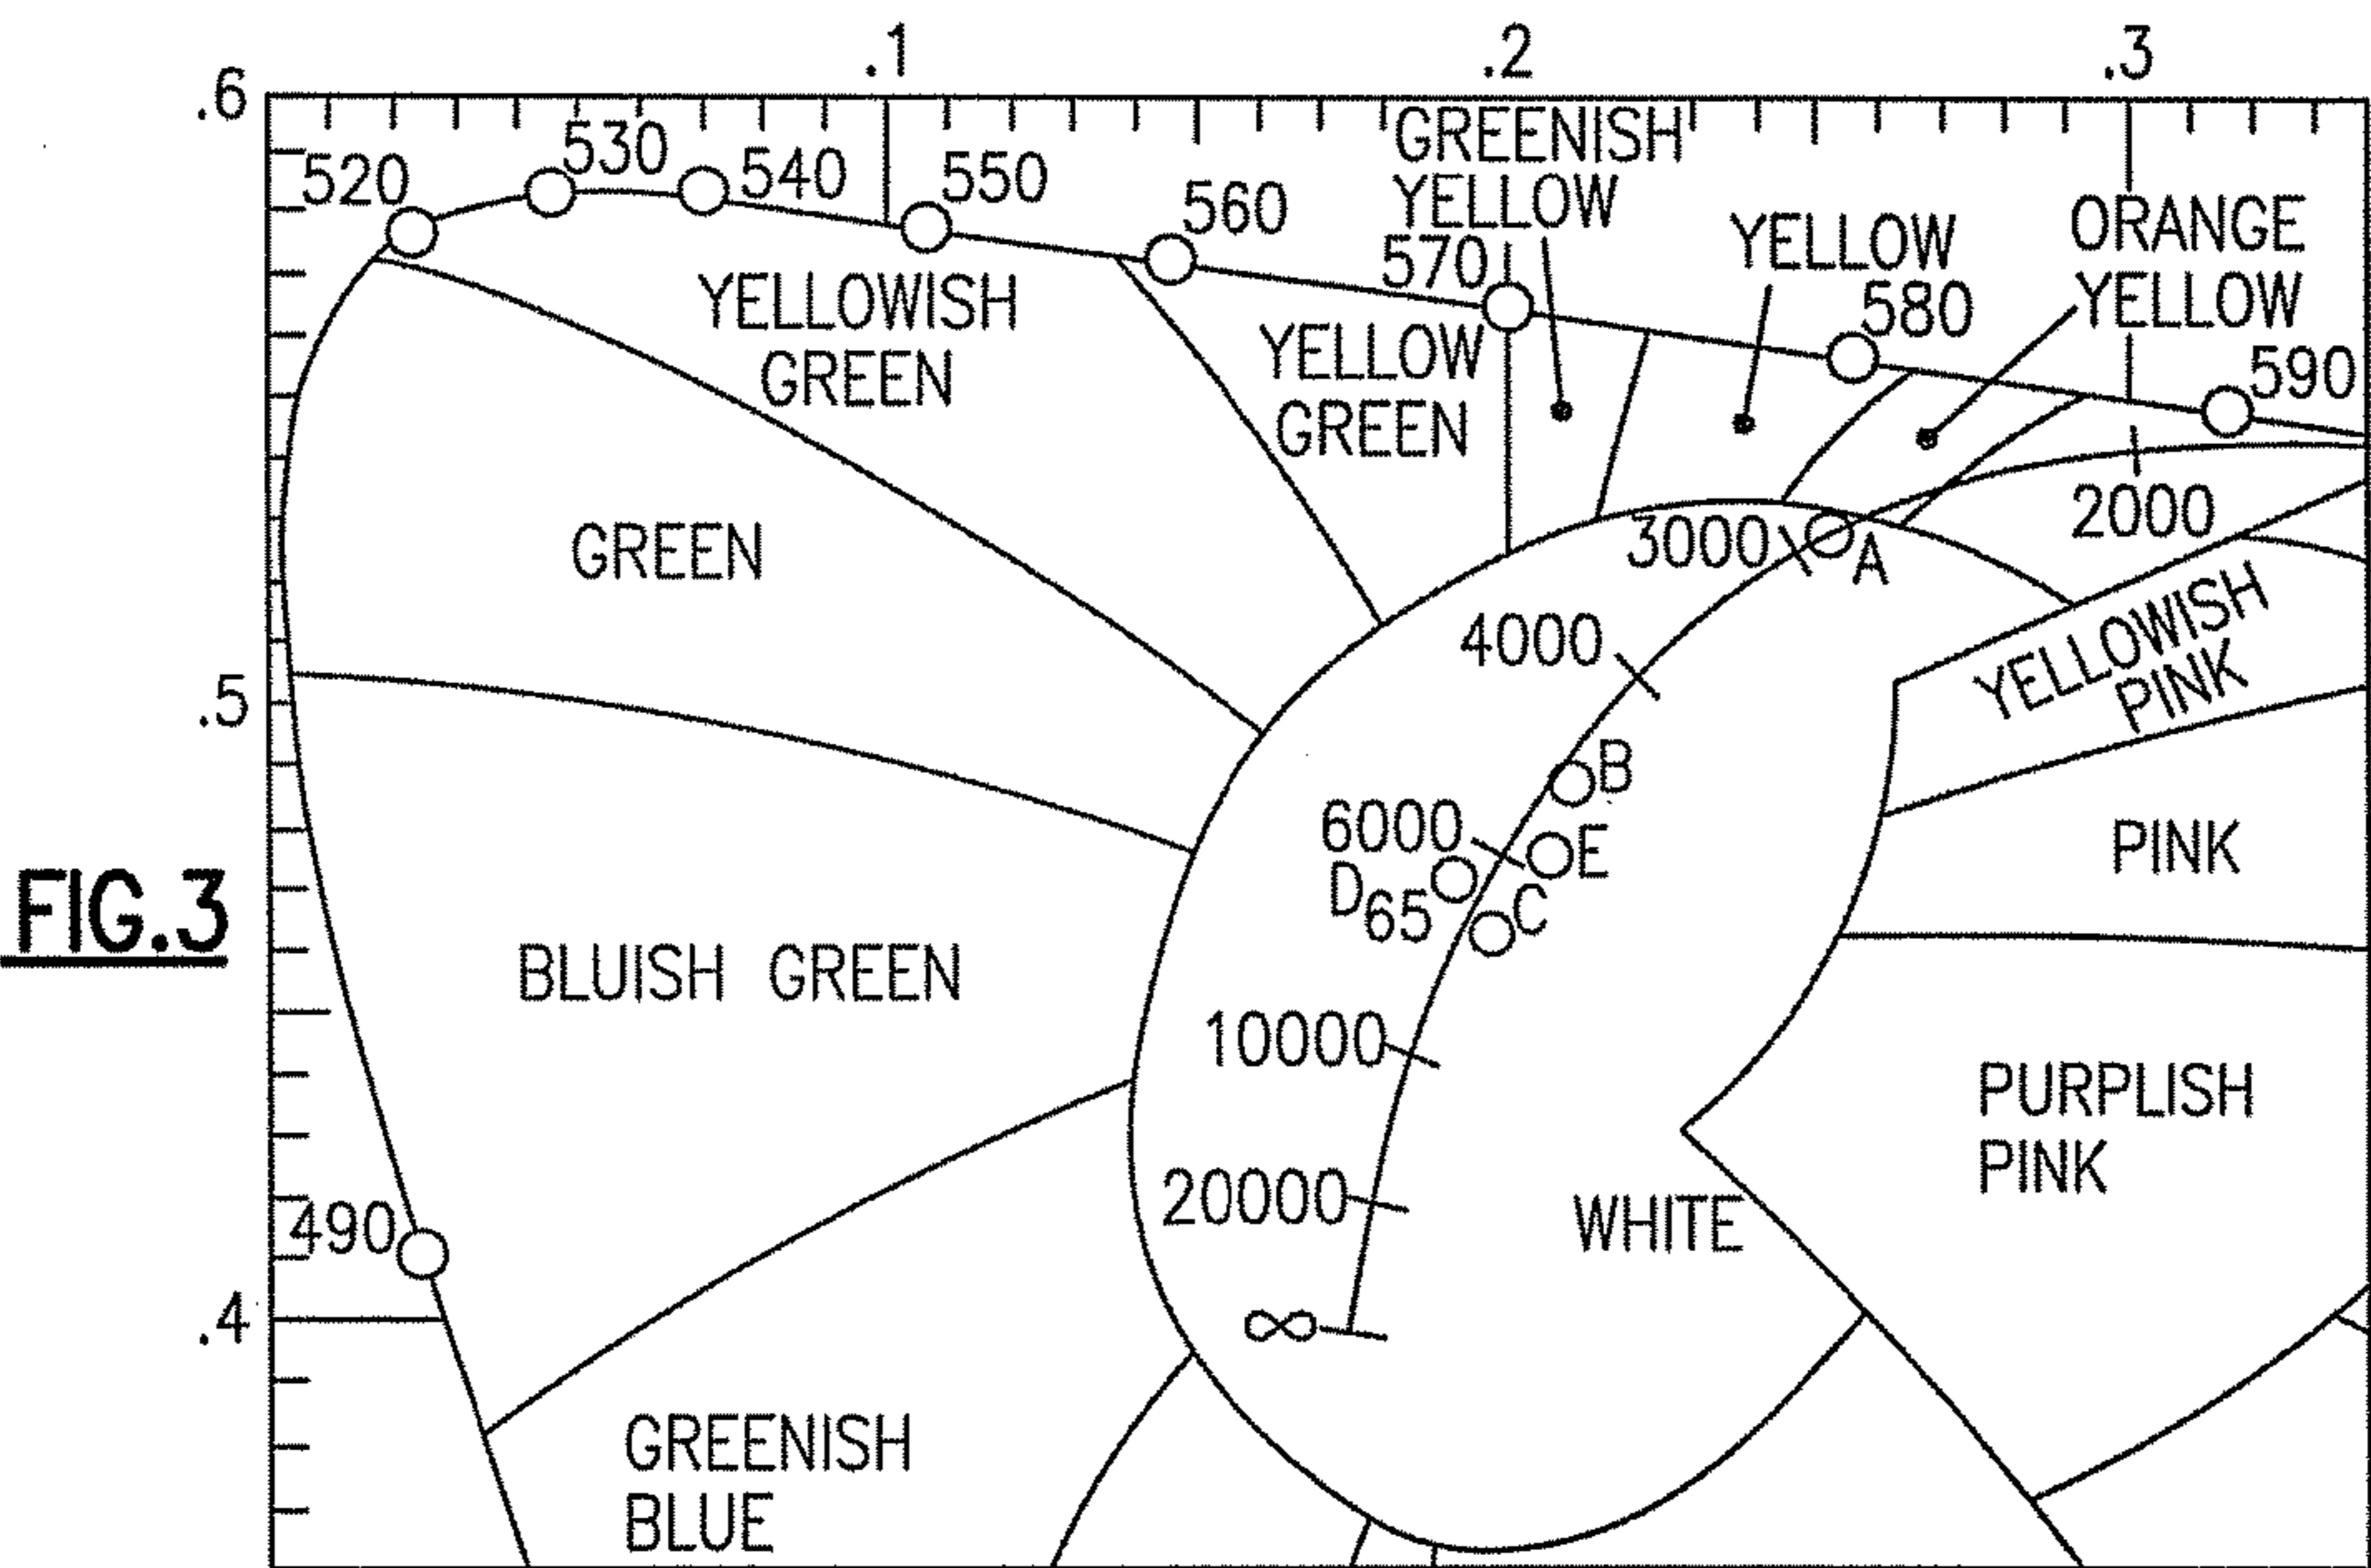 .1
.2
.3
.6
520
530
540
550
560
GREENISH
YELLOW
570
YELLOW
580
ORANGE
YELLOW
590
YELLOWISH
GREEN
YELLOW
GREEN
GREEN
3000
A
2000
4000
YELLOWISH
PINK
.5
B
6000
E
D65
C
PINK
FIG.3
BLUISH GREEN
10000
PURPLISH
PINK
20000
WHITE
490
.4
∞
GREENISH
BLUE